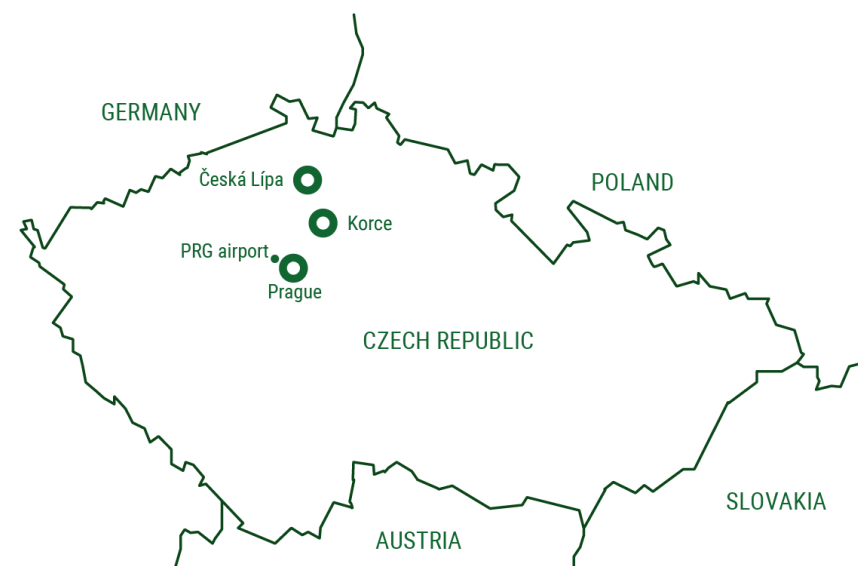 GERMANY
POLAND
Česká Lípa
Korce
PRG airport
Prague
CZECH REPUBLIC
SLOVAKIA
AUSTRIA